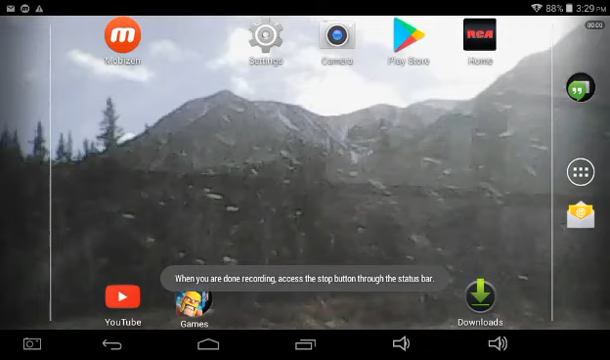 88% 3:29 PM
00:00
Mobizen
Settings
Camera
Play Store
RCA
Home
When you are done recording, access the stop button through the status bar.
YouTube
Games
Downloads